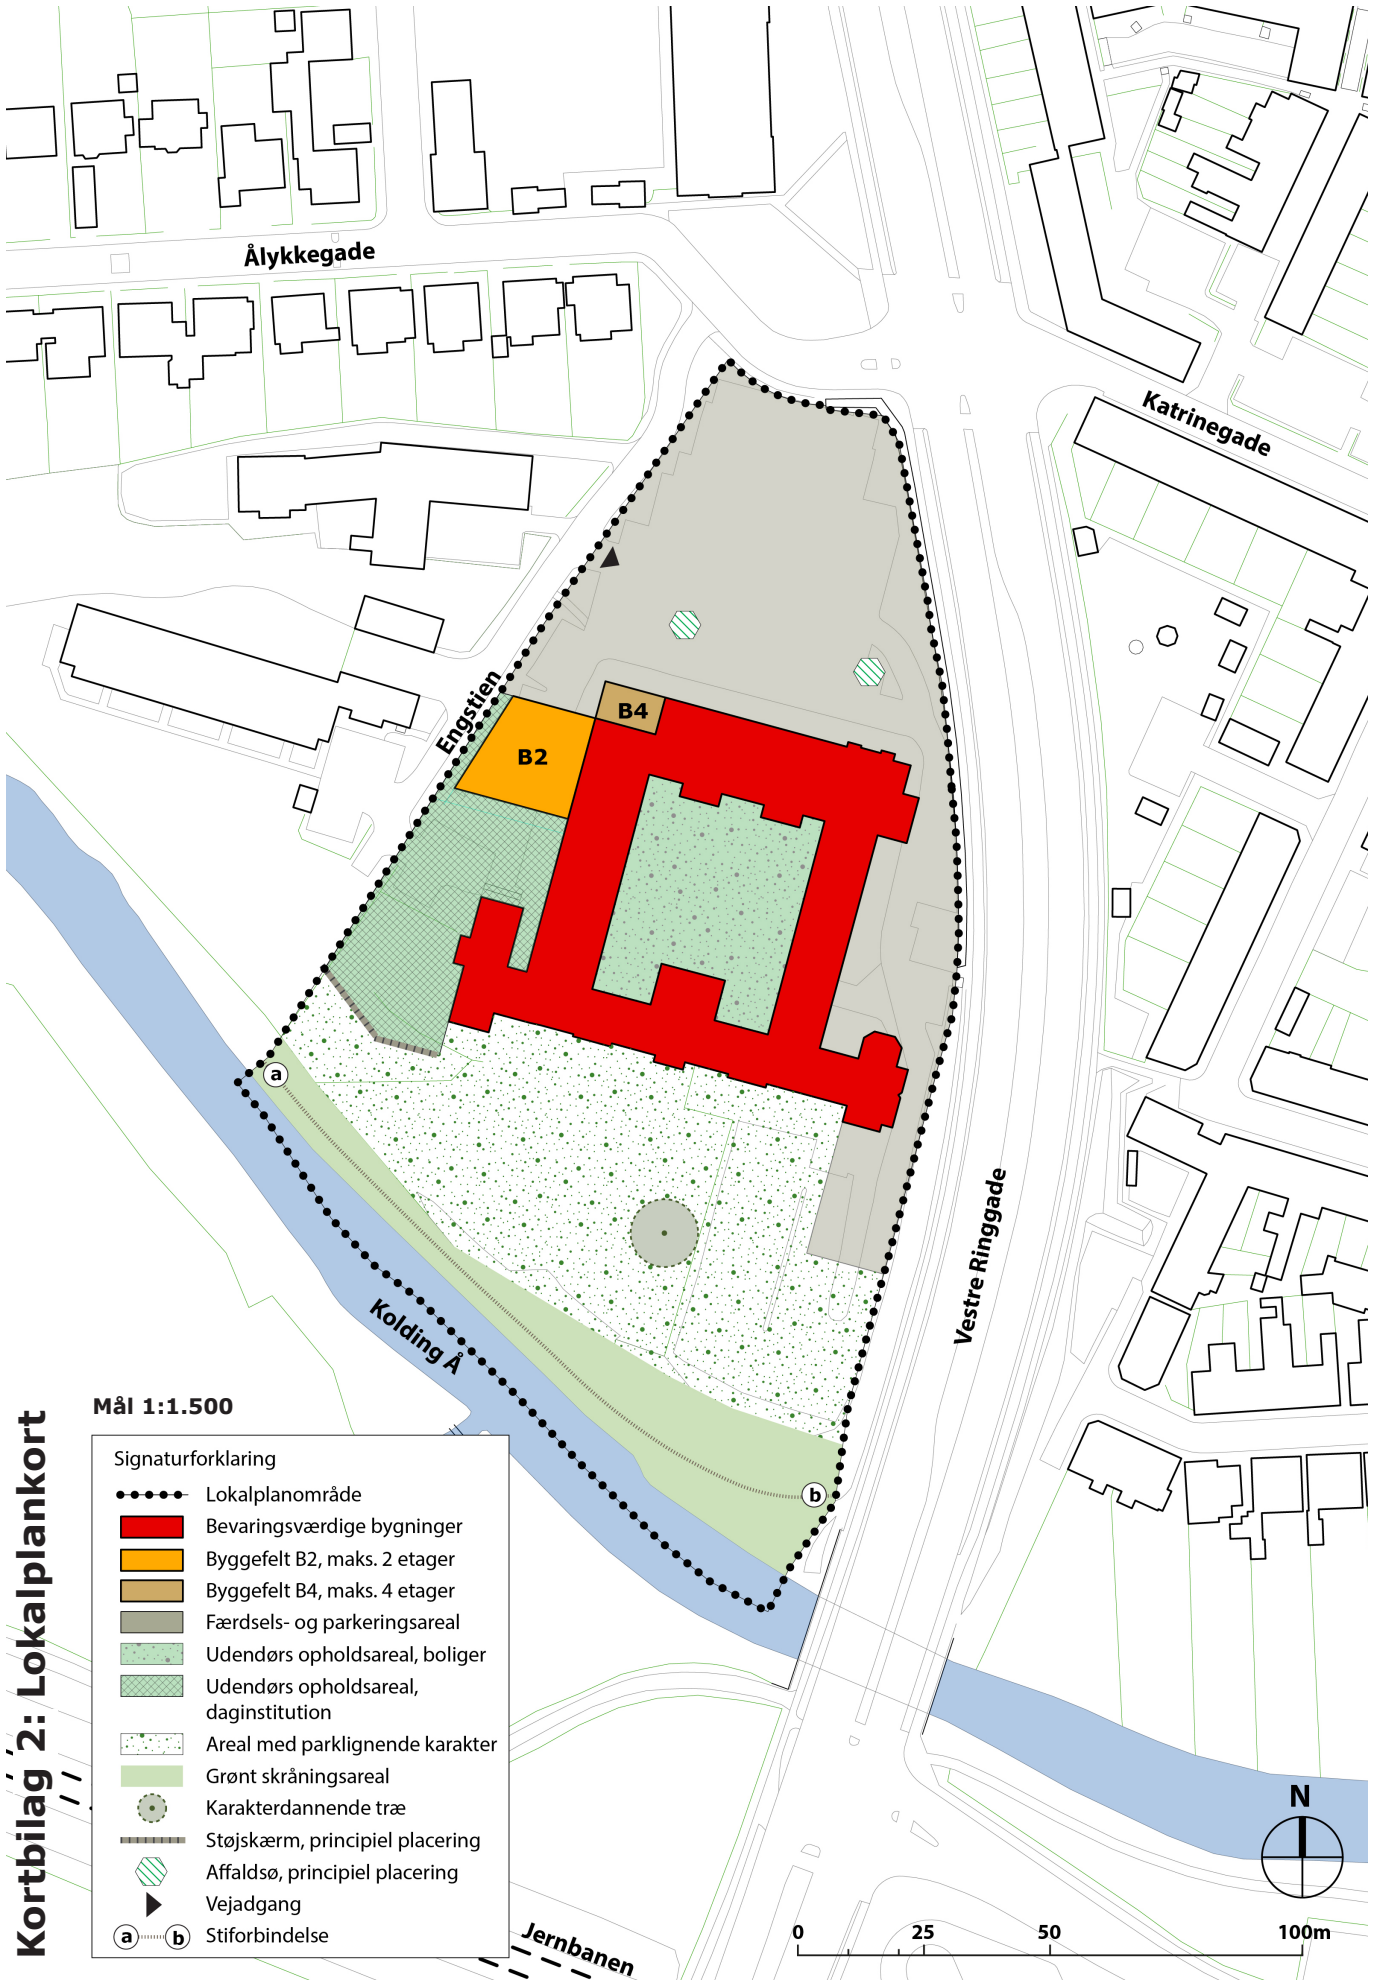 Ålykkegade
Katrinegade
Engstien
B4
B2
a
Vestre Ringgade
Kolding Å
b
Kortbilag 2: Lokalplankort
Mål 1:1.500
Signaturforklaring
Lokalplanområde
Bevaringsværdige bygninger
Byggefelt B2, maks. 2 etager
Byggefelt B4, maks. 4 etager
Færdsels- og parkeringsareal
Udendørs opholdsareal, boliger
Udendørs opholdsareal,
daginstitution
Areal med parklignende karakter
Grønt skråningsareal
Karakterdannende træ
Støjskærm, principiel placering
Affaldsø, principiel placering
Vejadgang
a b Stiforbindelse
Jernbanen
N
0 25 50 100m